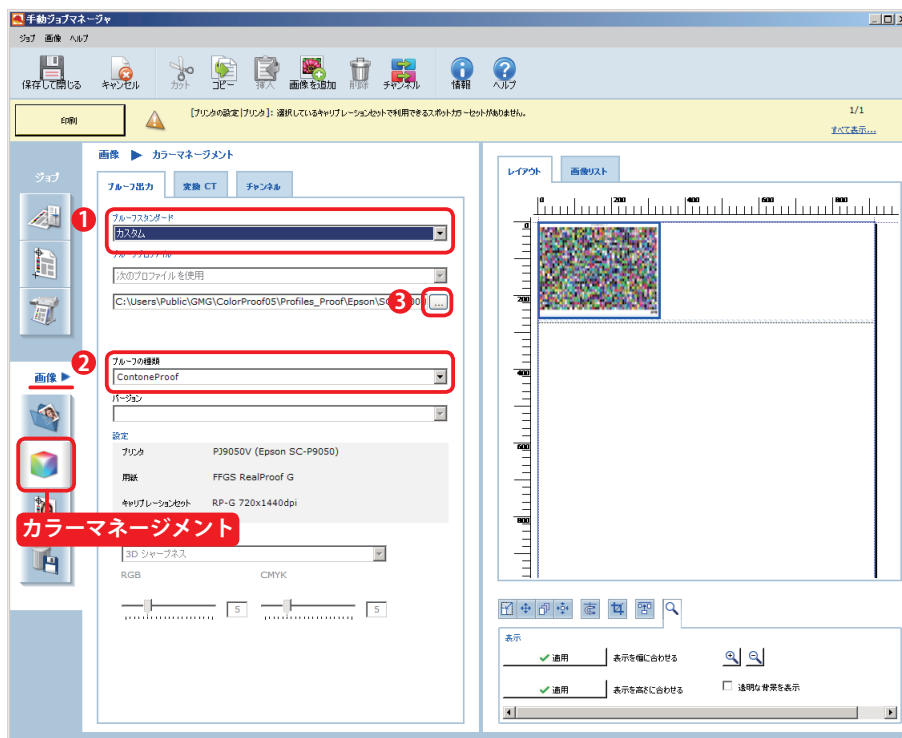 手動ジョブマネージャ
ジョブ 画像 ヘルプ
保存して閉じる キャンセル カット コピー 挿入 画像を追加 削除 チャンネル 情報 ヘルプ
印刷
[プリンタの設定|プリンタ]: 選択しているキャリブレーションセットで利用できるスポットカラーセットがありません。
1/1
すべて表示...
ジョブ
画像 ▶ カラーマネージメント
プルーフ出力 変換 CT チャンネル
1
プルーフスタンダード
カスタム
プルーフプロファイル
次のプロファイルを使用
C:\Users\Public\GMG\ColorProof05\Profiles_Proof\Epson\SC
3
...
2
プルーフの種類
ContoneProof
バージョン
画像 ▶
設定
プリンタ PJ9050V (Epson SC-P9050)
用紙 FFGS RealProof G
キャリブレーションセット RP-G 720x1440dpi
カラーマネージメント
3D シャープネス
RGB CMYK
5 5
レイアウト 画像リスト
0 200 400 600 800
0
200
400
600
800
表示
適用 表示を幅に合わせる
適用 表示を高さに合わせる 透明な背景を表示